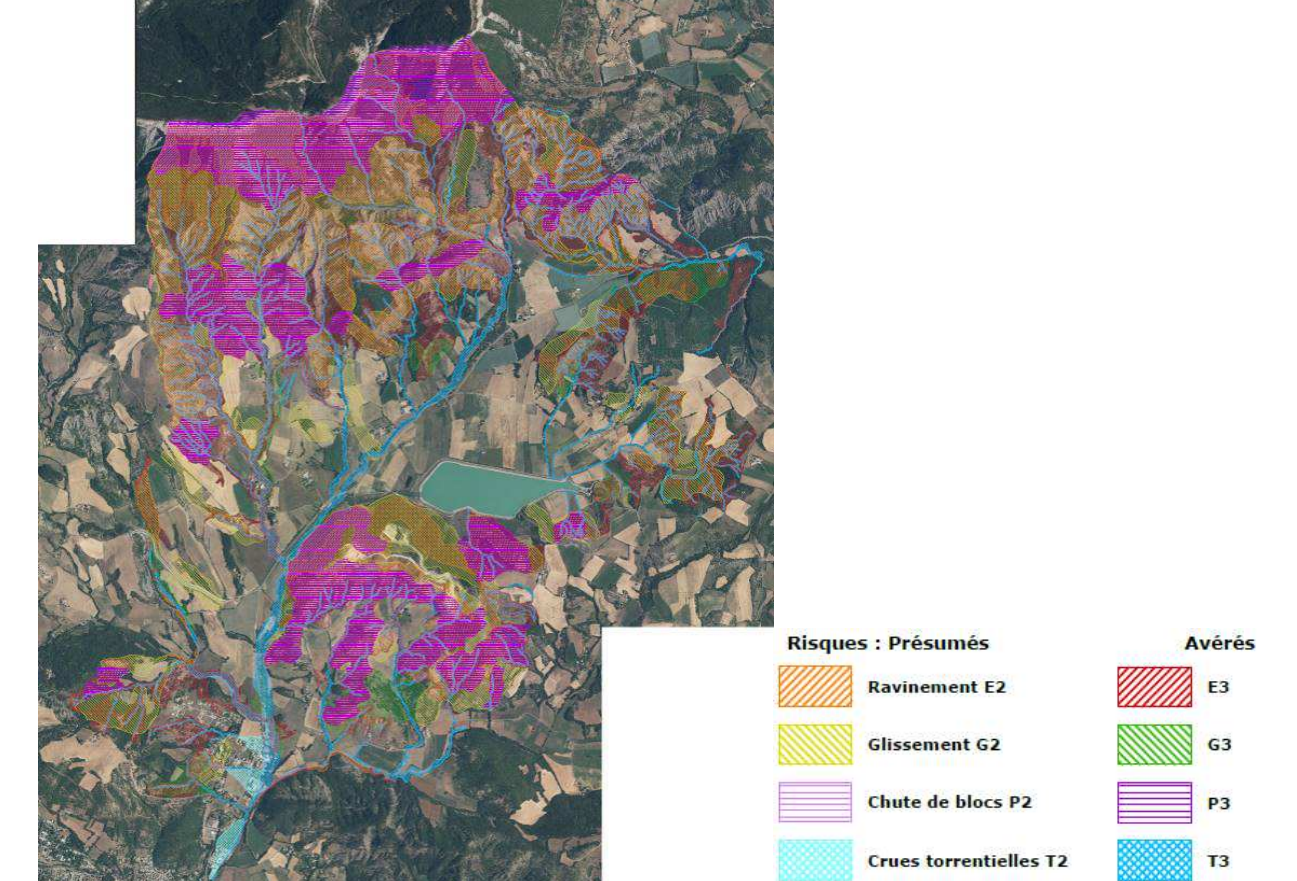 Risques : Présumés Avérés
Ravinement E2 E3
Glissement G2 G3
Chute de blocs P2 P3
Crues torrentielles T2 T3